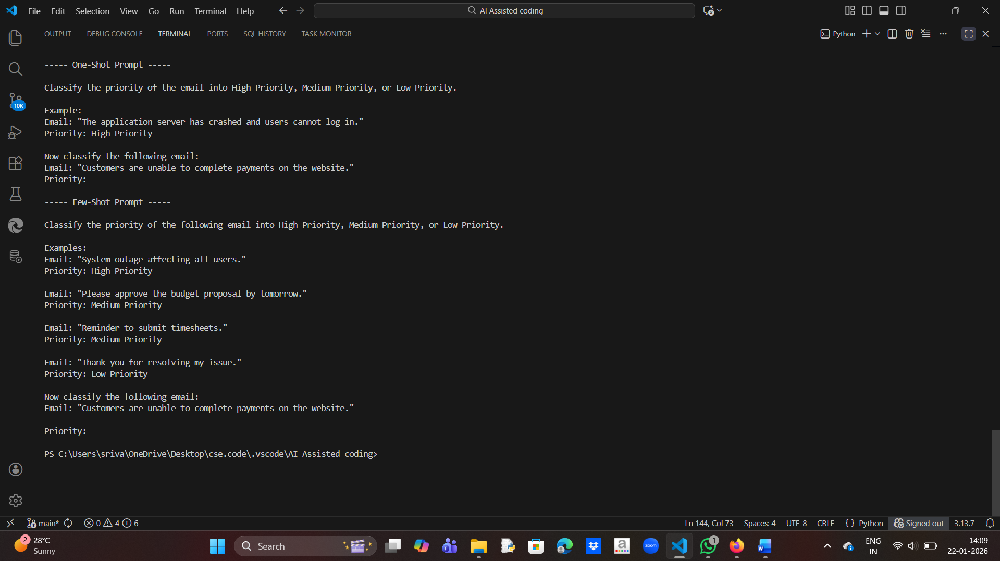 File Edit Selection View Go Run Terminal Help
AI Assisted coding
OUTPUT DEBUG CONSOLE TERMINAL PORTS SQL HISTORY TASK MONITOR
Python
10K
----- One-Shot Prompt -----
Classify the priority of the email into High Priority, Medium Priority, or Low Priority.
Example:
Email: "The application server has crashed and users cannot log in."
Priority: High Priority
Now classify the following email:
Email: "Customers are unable to complete payments on the website."
Priority:
----- Few-Shot Prompt -----
Classify the priority of the following email into High Priority, Medium Priority, or Low Priority.
Examples:
Email: "System outage affecting all users."
Priority: High Priority
Email: "Please approve the budget proposal by tomorrow."
Priority: Medium Priority
Email: "Reminder to submit timesheets."
Priority: Medium Priority
Email: "Thank you for resolving my issue."
Priority: Low Priority
Now classify the following email:
Email: "Customers are unable to complete payments on the website."
Priority:
PS C:\Users\sriva\OneDrive\Desktop\cse.code\.vscode\AI Assisted coding>
main* 0 4 6
Ln 144, Col 73 Spaces: 4 UTF-8 CRLF { } Python Signed out 3.13.7
2
28°C
Sunny
Search
a
zoom
1
W
ENG
IN
14:09
22-01-2026